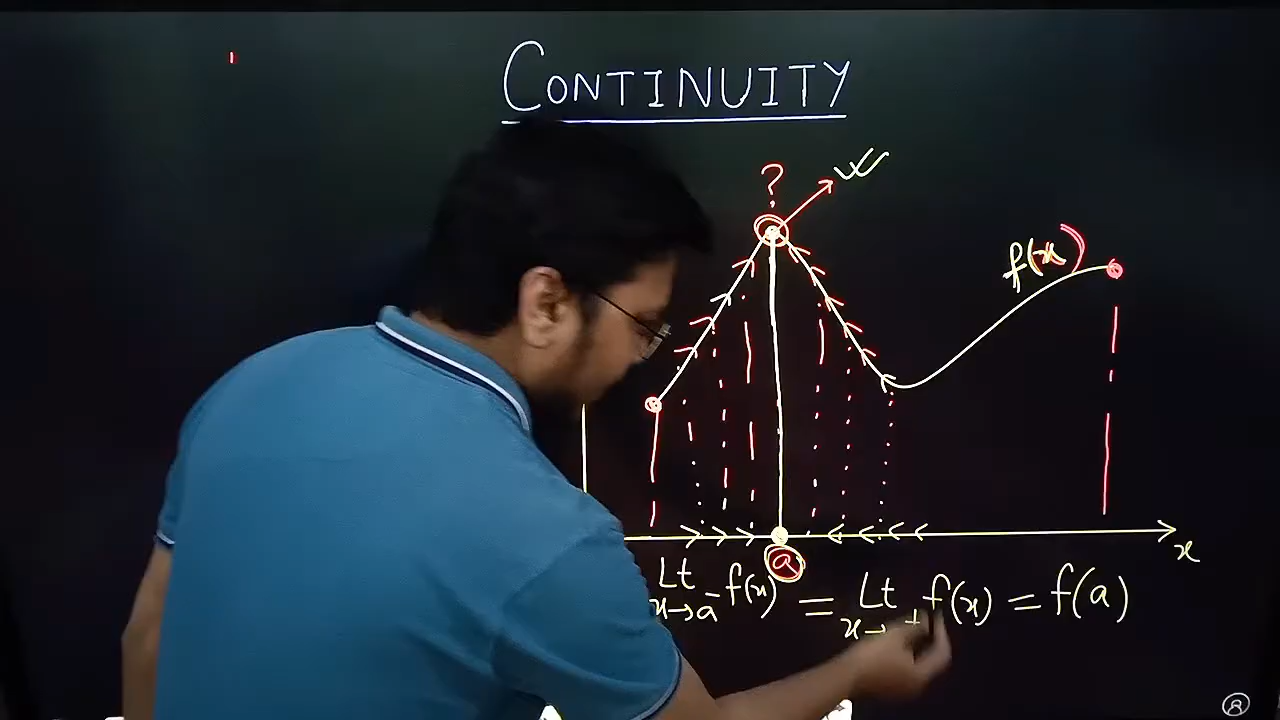 CONTINUITY
?
f(x)
a
x
Lt f(x) = Lt f(x) = f(a)
x→a⁻ x→ +
R